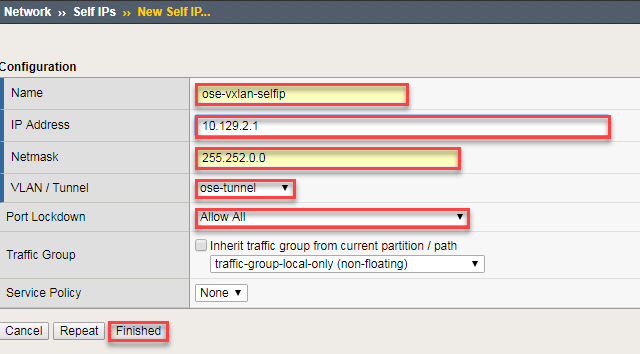 Network ›› Self IPs ›› New Self IP...
Configuration
Name ose-vxlan-selfip
IP Address 10.129.2.1
Netmask 255.252.0.0
VLAN / Tunnel ose-tunnel
Port Lockdown Allow All
Traffic Group Inherit traffic group from current partition / path
traffic-group-local-only (non-floating)
Service Policy None
Cancel Repeat Finished